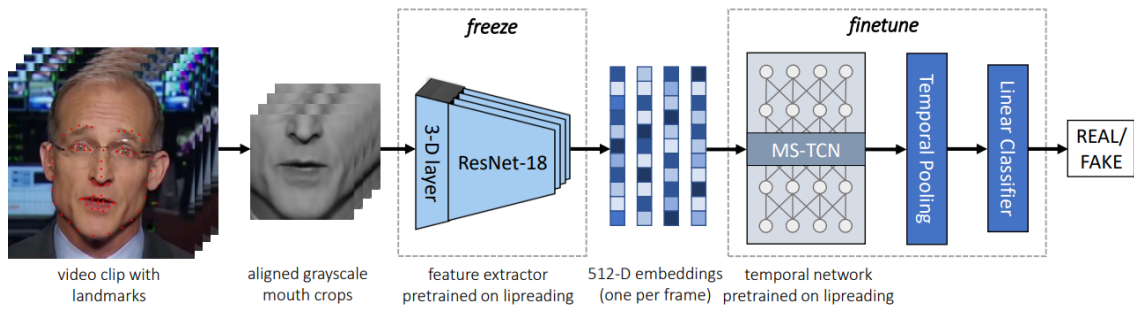 freeze
finetune
3-D layer
ResNet-18
MS-TCN
Temporal Pooling
Linear Classifier
REAL/
FAKE
video clip with
landmarks
aligned grayscale
mouth crops
feature extractor
pretrained on lipreading
512-D embeddings
(one per frame)
temporal network
pretrained on lipreading